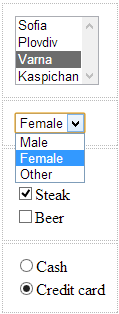 Sofia
Plovdiv
Varna
Kaspichan
Female
Male
Female
Other
Steak
Beer
Cash
Credit card